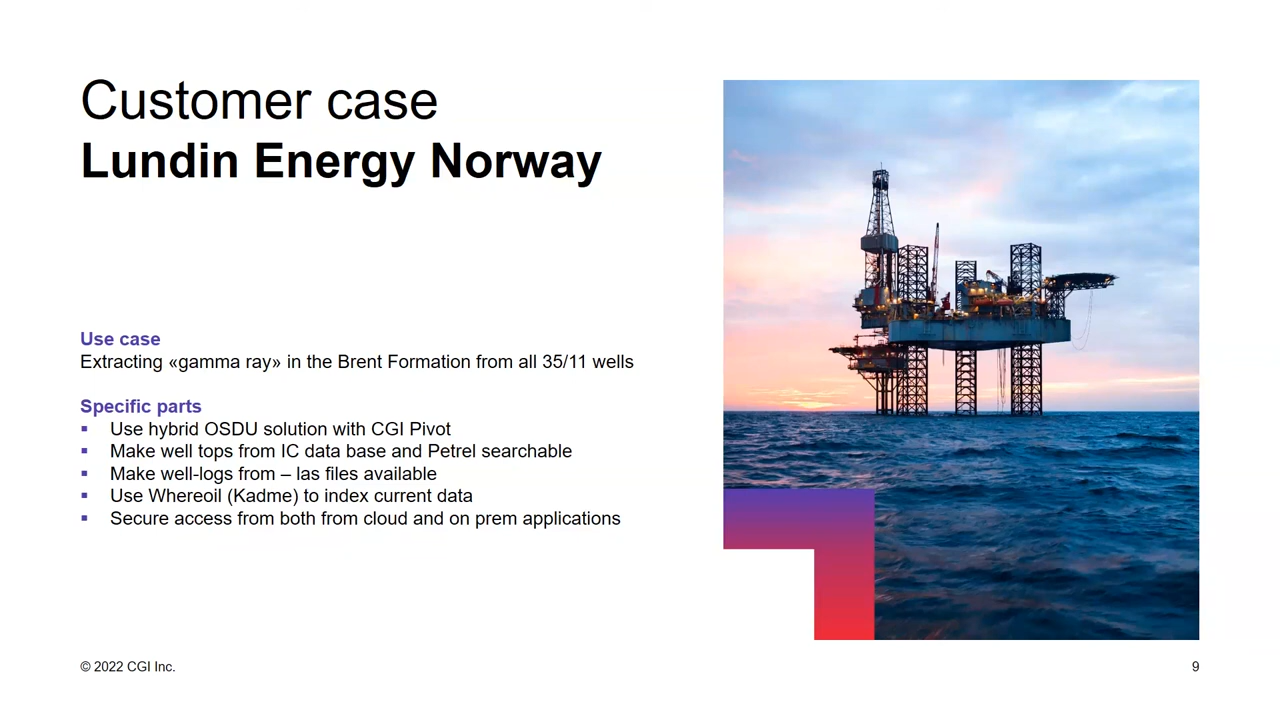 Customer case
Lundin Energy Norway
Use case
Extracting «gamma ray» in the Brent Formation from all 35/11 wells
Specific parts
▪ Use hybrid OSDU solution with CGI Pivot
▪ Make well tops from IC data base and Petrel searchable
▪ Make well-logs from – las files available
▪ Use Whereoil (Kadme) to index current data
▪ Secure access from both from cloud and on prem applications
© 2022 CGI Inc.
9